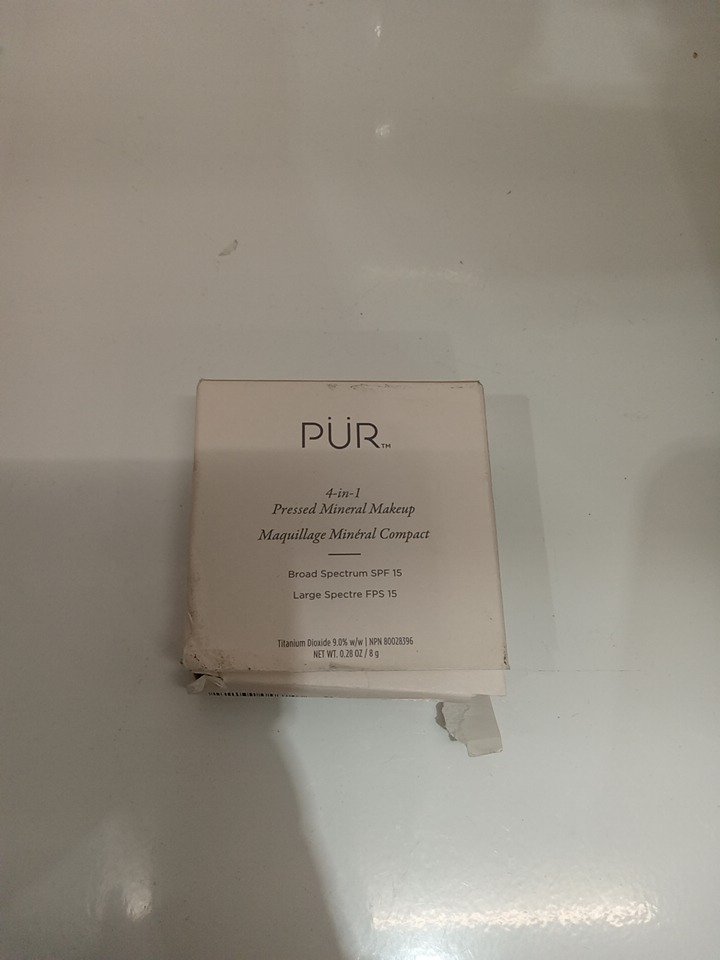 PÜR™
4-in-1
Pressed Mineral Makeup
Maquillage Minéral Compact
Broad Spectrum SPF 15
Large Spectre FPS 15
Titanium Dioxide 9.0% w/w | NPN 80028396
NET WT. 0.28 OZ / 8 g